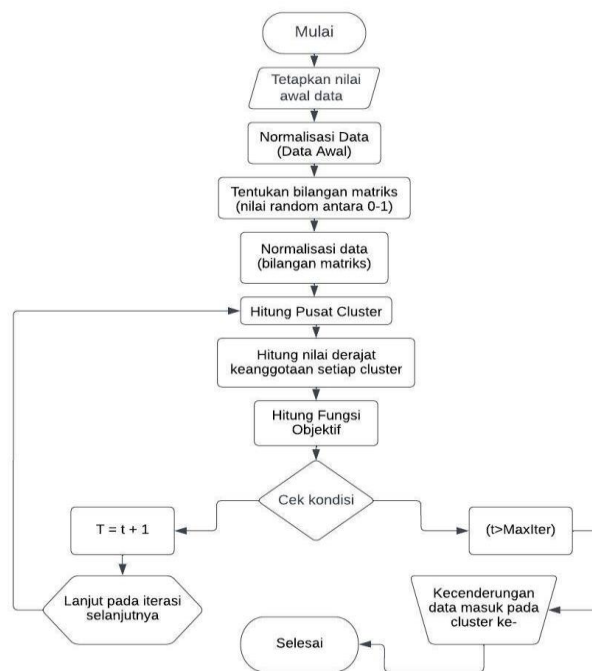 Mulai
Tetapkan nilai
awal data
Normalisasi Data
(Data Awal)
Tentukan bilangan matriks
(nilai random antara 0-1)
Normalisasi data
(bilangan matriks)
Hitung Pusat Cluster
Hitung nilai derajat
keanggotaan setiap cluster
Hitung Fungsi
Objektif
Cek kondisi
T = t + 1
(t>MaxIter)
Lanjut pada iterasi
selanjutnya
Kecenderungan
data masuk pada
cluster ke-
Selesai